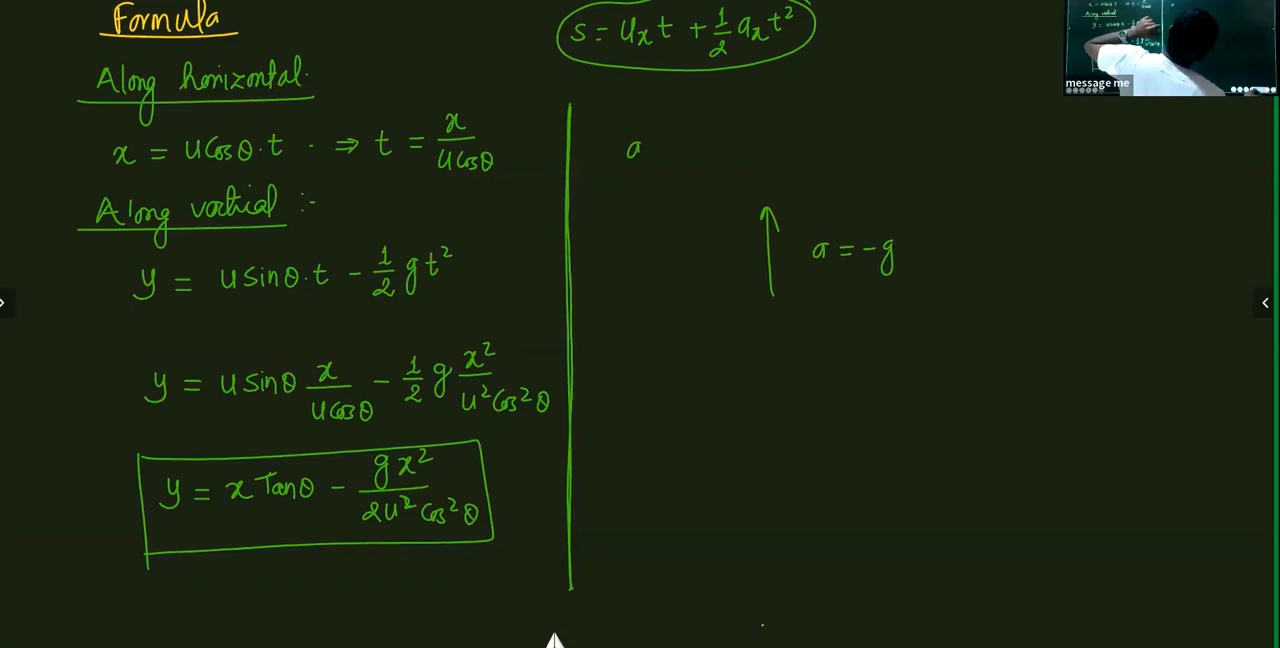 Formula
S = uₓt + 1/2 aₓt²
Along horizontal.
x = uCosθ·t · ⇒ t = x/uCosθ
a
Along vertical :-
y = uSinθ·t - 1/2 gt²
a = -g
y = uSinθ x/uCosθ - 1/2 g x²/u²Cos²θ
y = xTanθ - gx²/2u²Cos²θ
message me